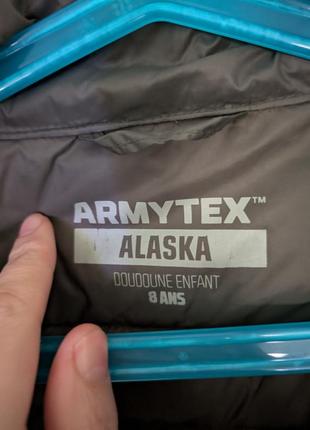 ARMYTEX™
ALASKA
DOUDOUNE ENFANT
8 ANS